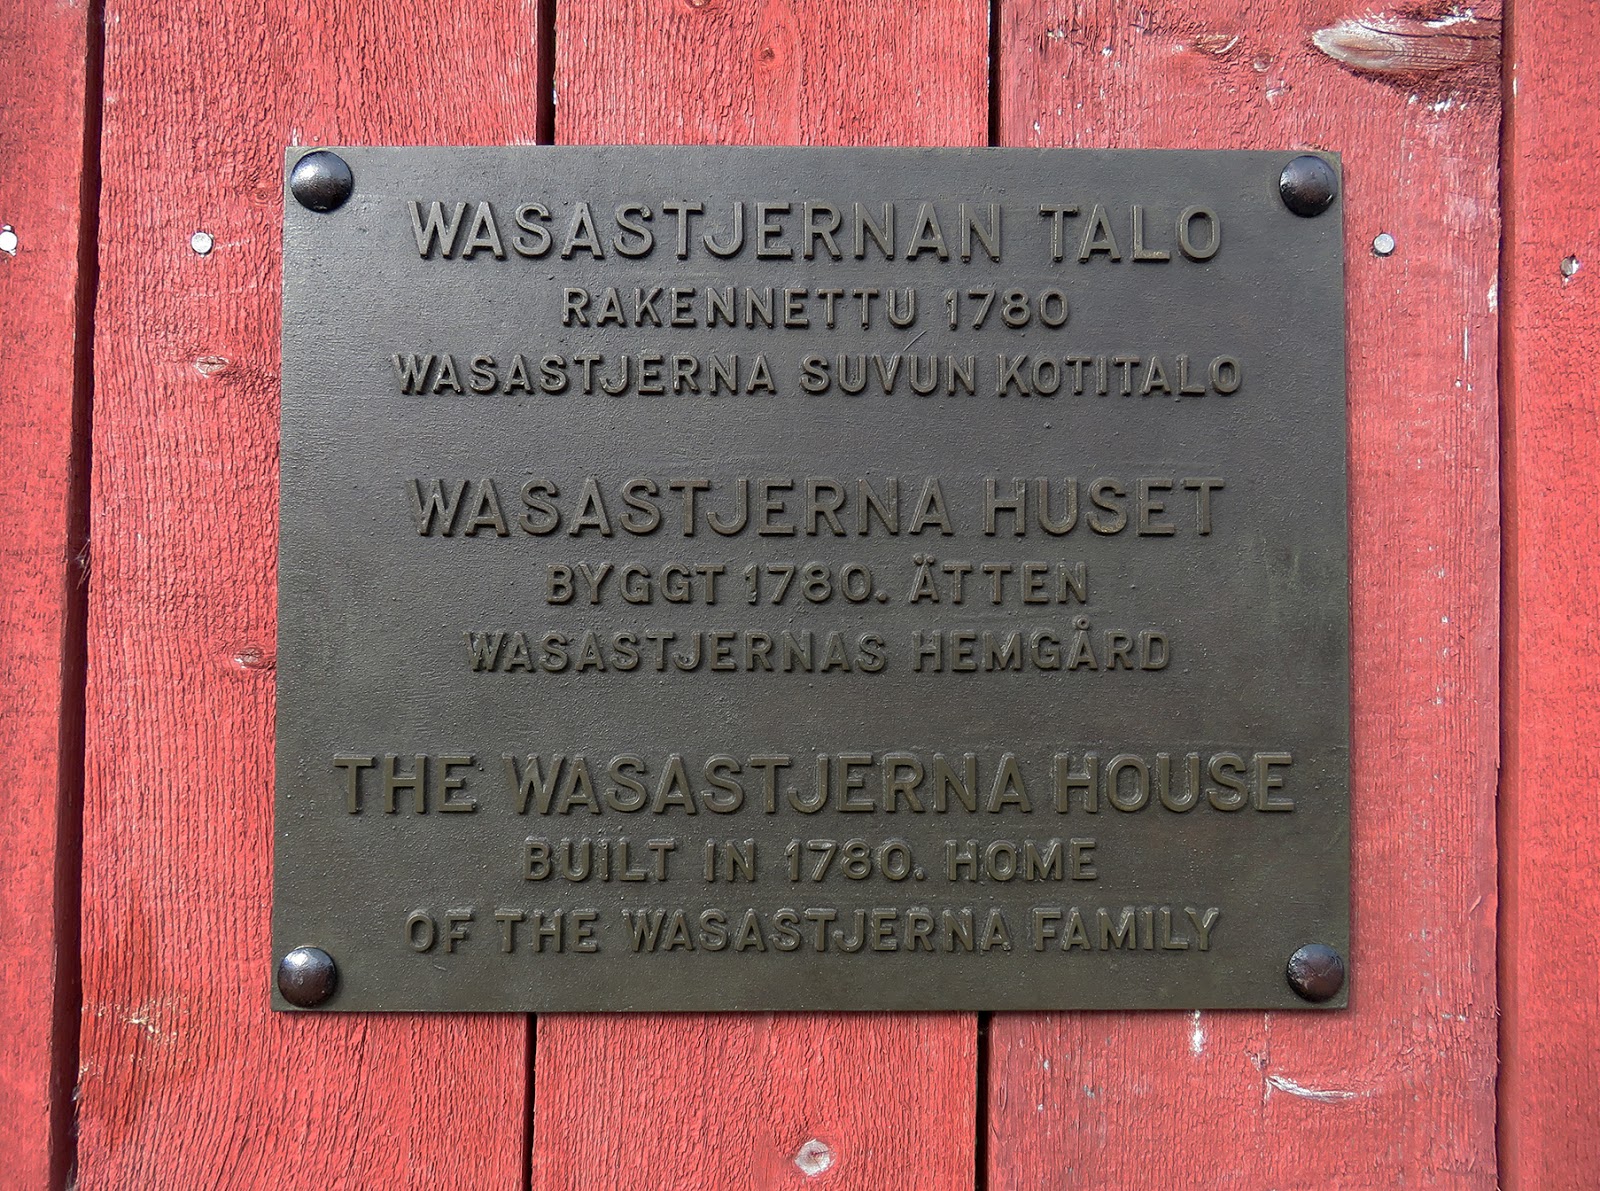 WASASTJERNAN TALO
RAKENNETTU 1780
WASASTJERNA SUVUN KOTITALO
WASASTJERNA HUSET
BYGGT 1780. ÄTTEN
WASASTJERNAS HEMGÅRD
THE WASASTJERNA HOUSE
BUILT IN 1780. HOME
OF THE WASASTJERNA FAMILY